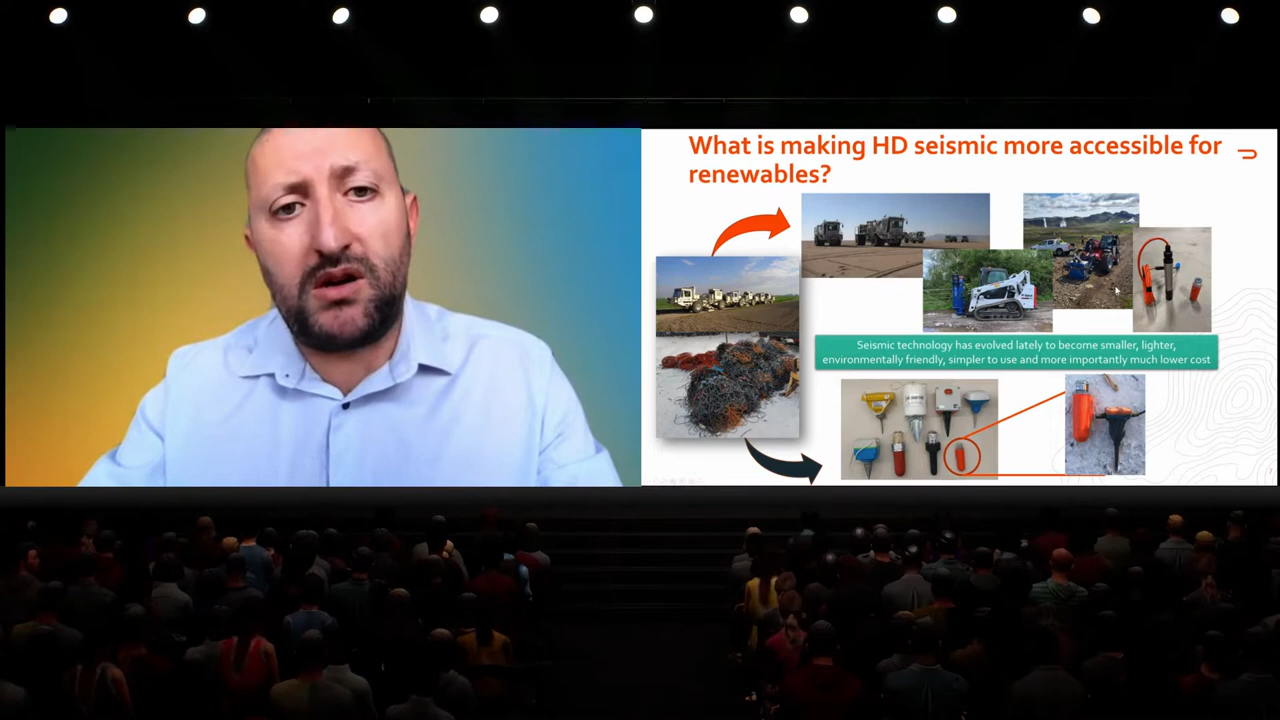 What is making HD seismic more accessible for
renewables?
Seismic technology has evolved lately to become smaller, lighter,
environmentally friendly, simpler to use and more importantly much lower cost